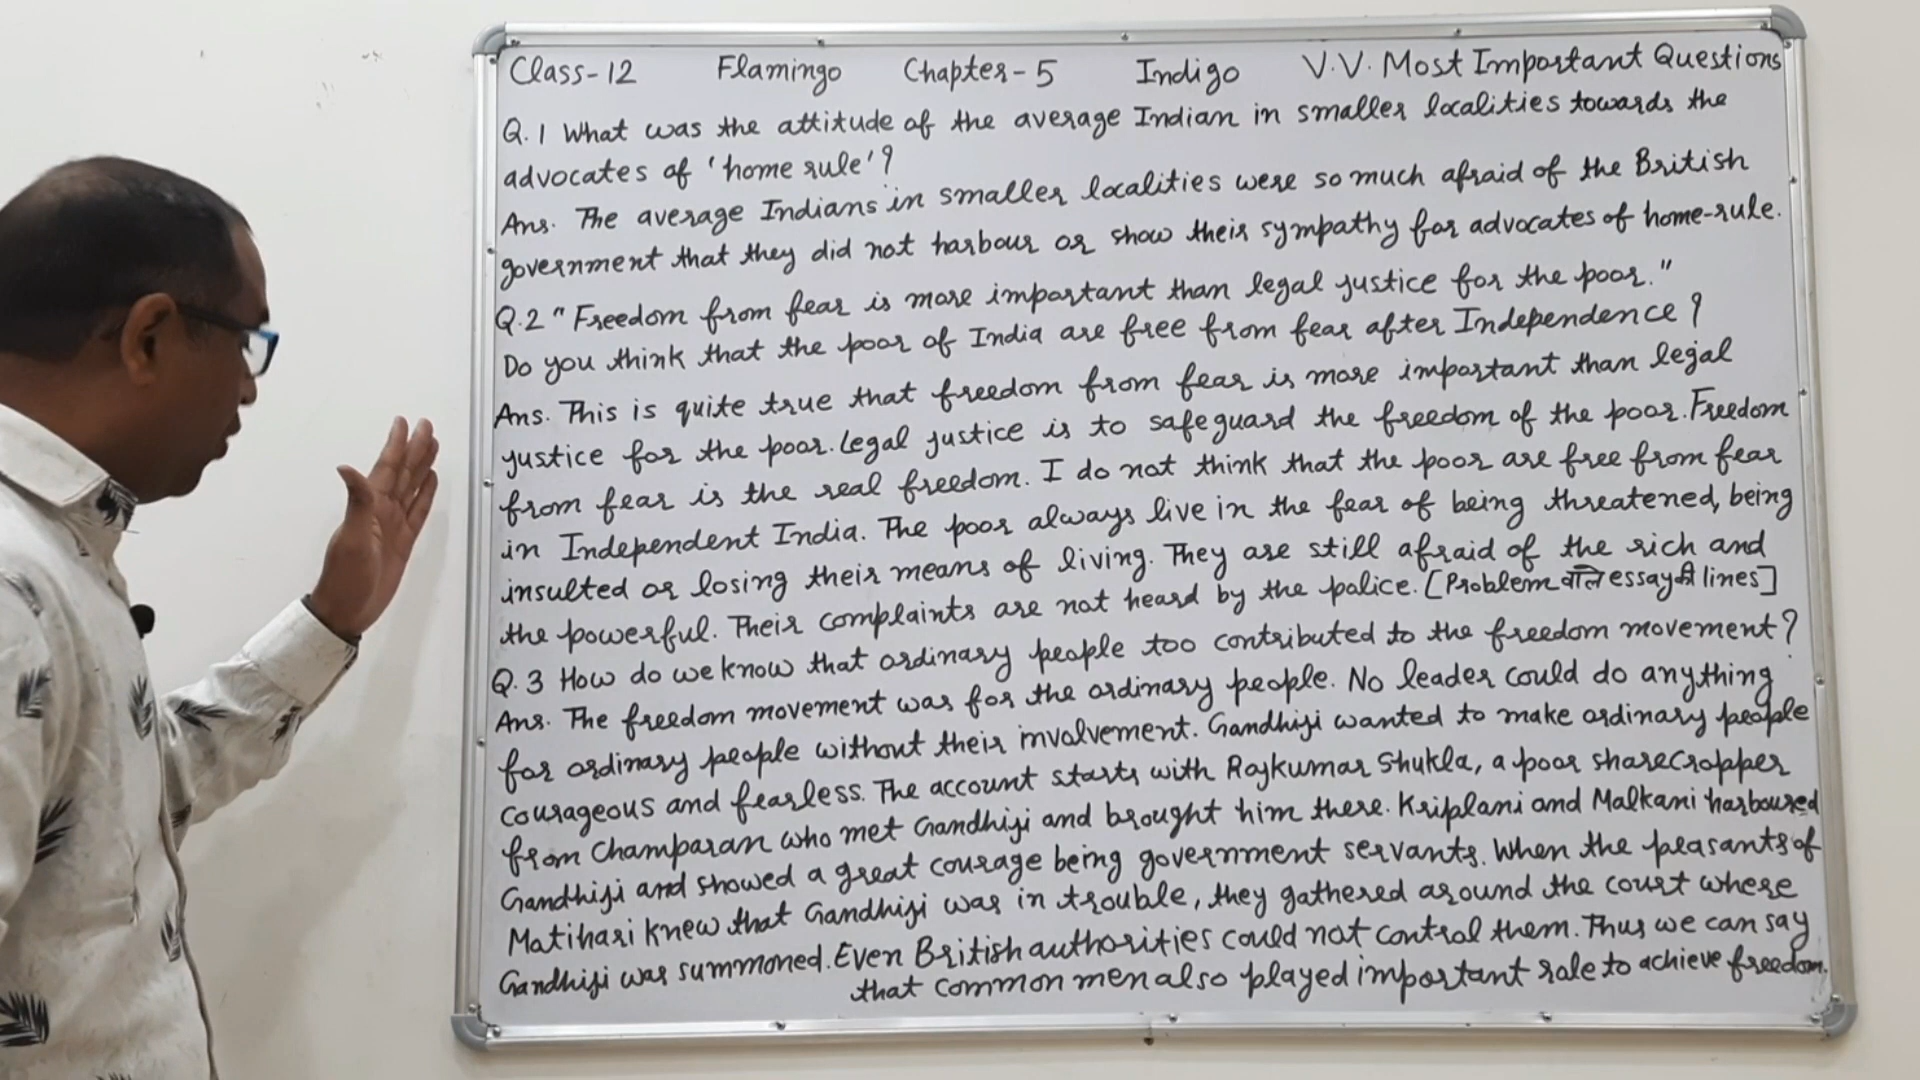 Class-12 Flamingo Chapter-5 Indigo V.V. Most Important Questions
Q.1 What was the attitude of the average Indian in smaller localities towards the
advocates of 'home rule'?
Ans. The average Indians in smaller localities were so much afraid of the British
government that they did not harbour or show their sympathy for advocates of home-rule.
Q.2 "Freedom from fear is more important than legal justice for the poor."
Do you think that the poor of India are free from fear after Independence?
Ans. This is quite true that freedom from fear is more important than legal
justice for the poor. Legal justice is to safeguard the freedom of the poor. Freedom
from fear is the real freedom. I do not think that the poor are free from fear
in Independent India. The poor always live in the fear of being threatened, being
insulted or losing their means of living. They are still afraid of the rich and
the powerful. Their complaints are not heard by the police. [Problem वाले essay की lines]
Q.3 How do we know that ordinary people too contributed to the freedom movement?
Ans. The freedom movement was for the ordinary people. No leader could do anything
for ordinary people without their involvement. Gandhiji wanted to make ordinary people
courageous and fearless. The account starts with Rajkumar Shukla, a poor sharecropper
from Champaran who met Gandhiji and brought him there. Kriplani and Malkani harboured
Gandhiji and showed a great courage being government servants. When the peasants of
Motihari knew that Gandhiji was in trouble, they gathered around the court where
Gandhiji was summoned. Even British authorities could not control them. Thus we can say
that common men also played important role to achieve freedom.